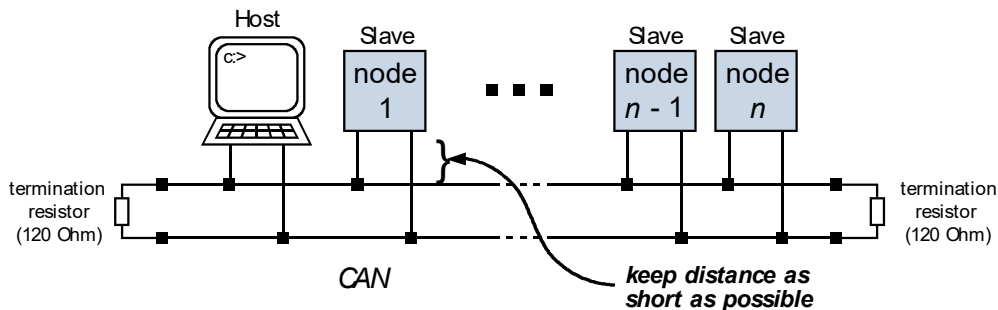 Host
c:>
Slave
node
1
Slave
node
n - 1
Slave
node
n
termination
resistor
(120 Ohm)
termination
resistor
(120 Ohm)
CAN
keep distance as
short as possible